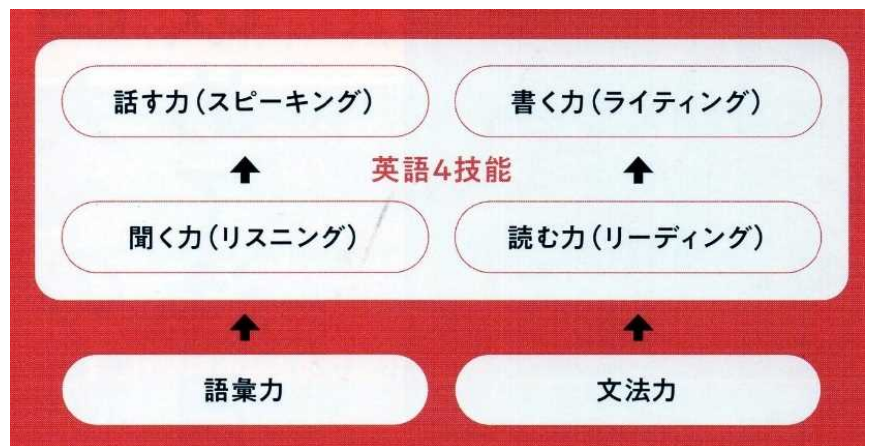 話す力（スピーキング）
書く力（ライティング）
英語4技能
聞く力（リスニング）
読む力（リーディング）
語彙力
文法力